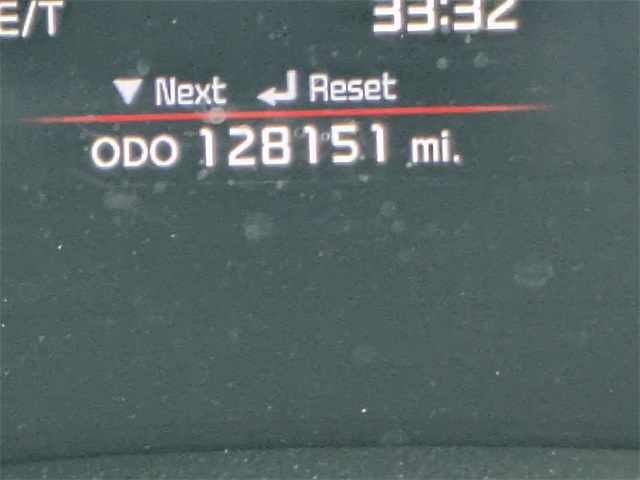 E/T 33:32
▼ Next ↵ Reset
ODO 128151 mi.